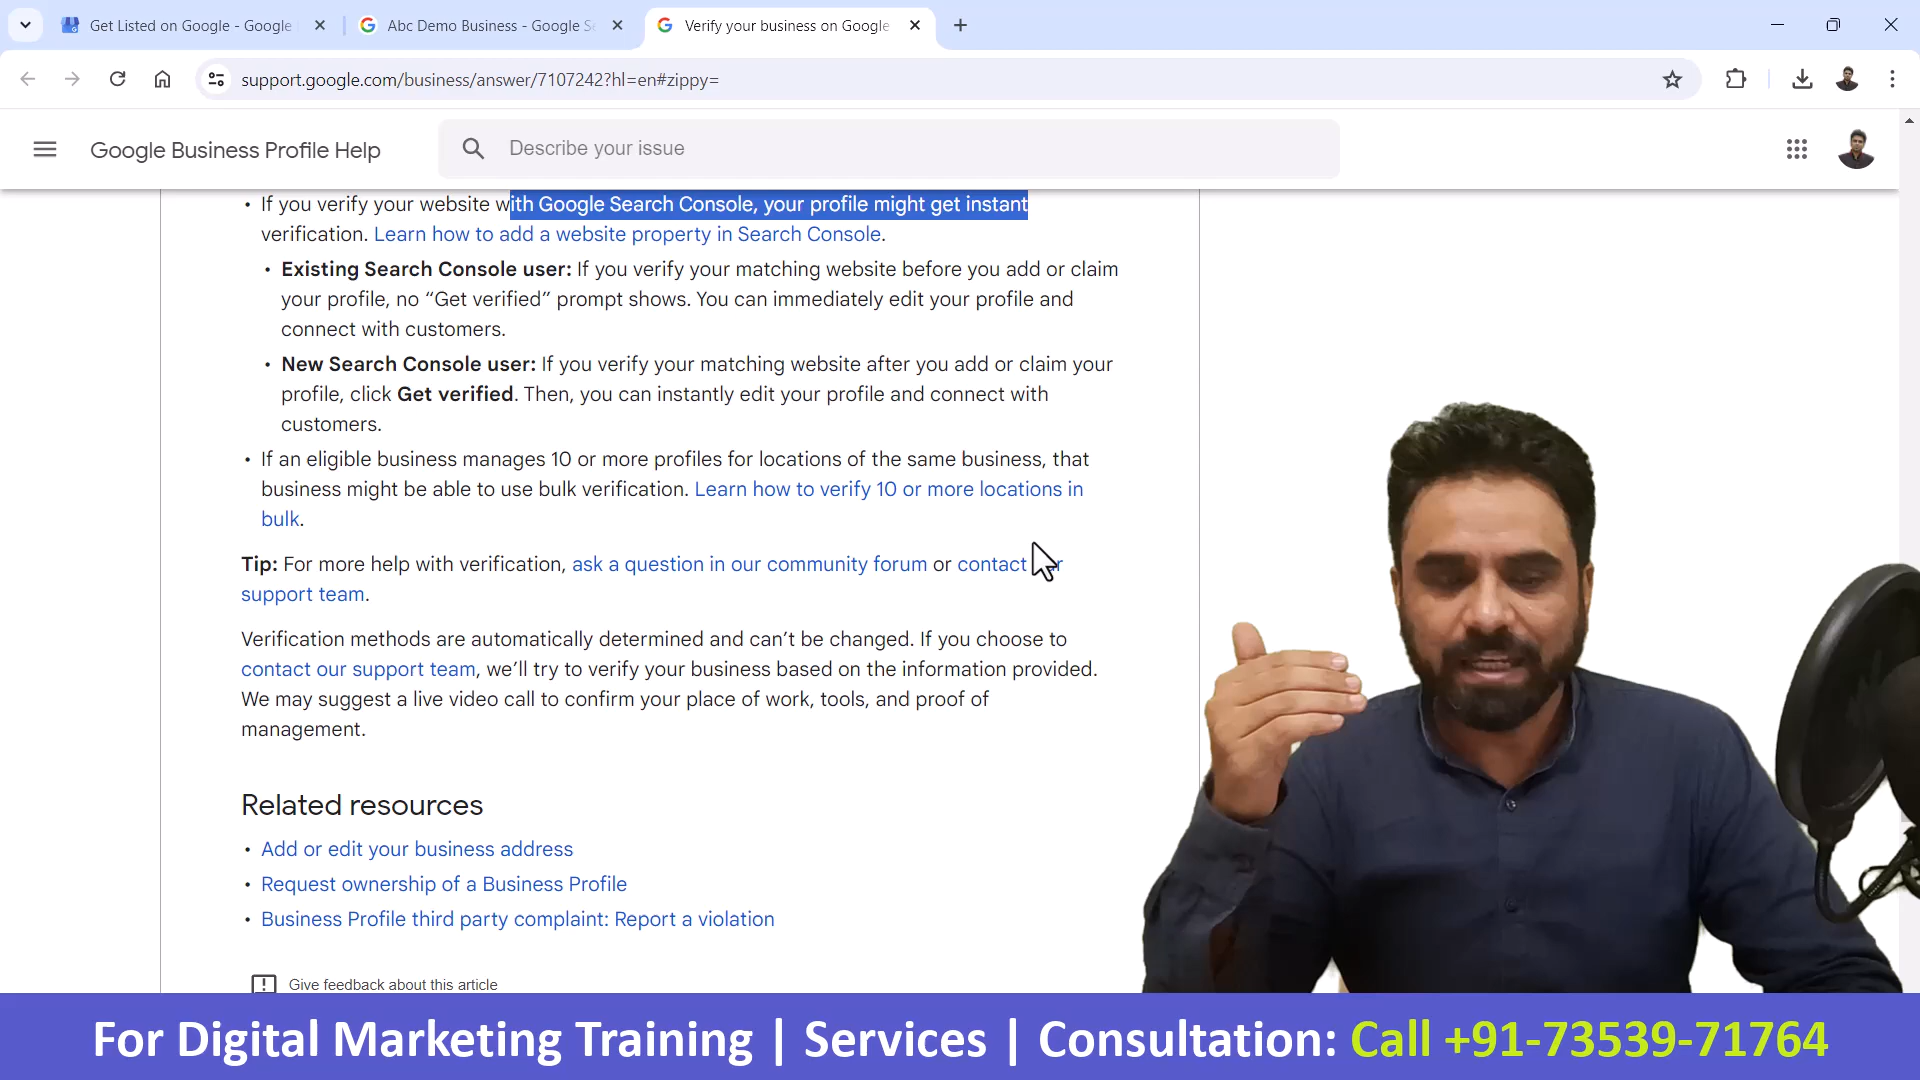 Get Listed on Google - Google
Abc Demo Business - Google Se
Verify your business on Google
support.google.com/business/answer/7107242?hl=en#zippy=
Google Business Profile Help
Describe your issue
• If you verify your website with Google Search Console, your profile might get instant
verification. Learn how to add a website property in Search Console.
• Existing Search Console user: If you verify your matching website before you add or claim
your profile, no “Get verified” prompt shows. You can immediately edit your profile and
connect with customers.
• New Search Console user: If you verify your matching website after you add or claim your
profile, click Get verified. Then, you can instantly edit your profile and connect with
customers.
• If an eligible business manages 10 or more profiles for locations of the same business, that
business might be able to use bulk verification. Learn how to verify 10 or more locations in
bulk.
Tip: For more help with verification, ask a question in our community forum or contact our
support team.
Verification methods are automatically determined and can’t be changed. If you choose to
contact our support team, we’ll try to verify your business based on the information provided.
We may suggest a live video call to confirm your place of work, tools, and proof of
management.
Related resources
• Add or edit your business address
• Request ownership of a Business Profile
• Business Profile third party complaint: Report a violation
Give feedback about this article
For Digital Marketing Training | Services | Consultation: Call +91-73539-71764